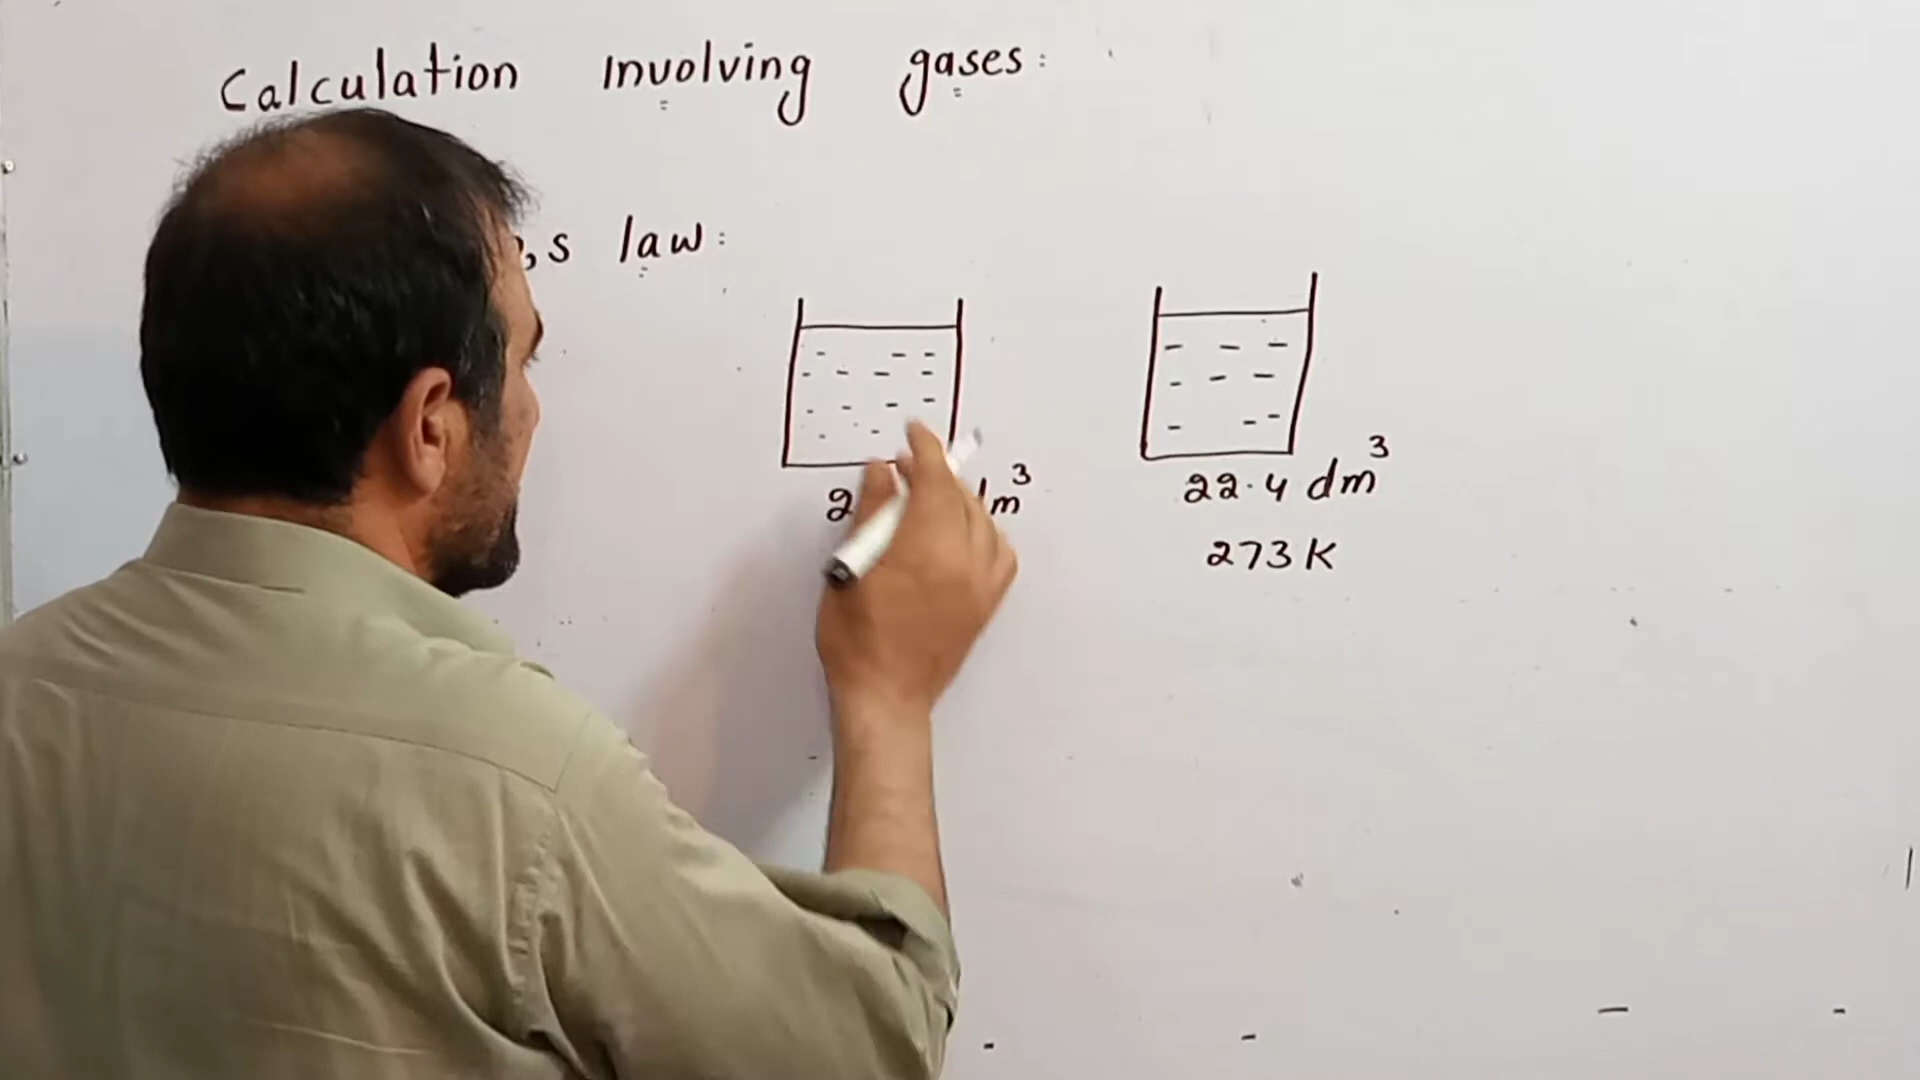 Calculation Involving gases:
,s law:
22.4 dm³
273 K